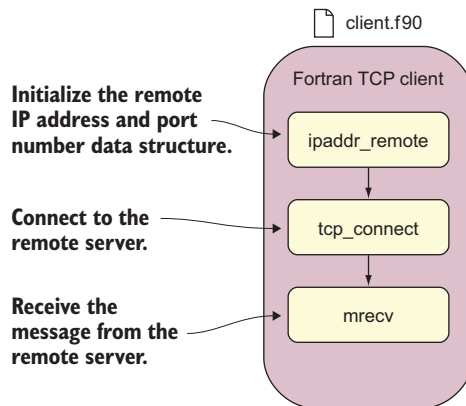 client.f90
Fortran TCP client
Initialize the remote
IP address and port
number data structure.
ipaddr_remote
Connect to the
remote server.
tcp_connect
Receive the
message from the
remote server.
mrecv